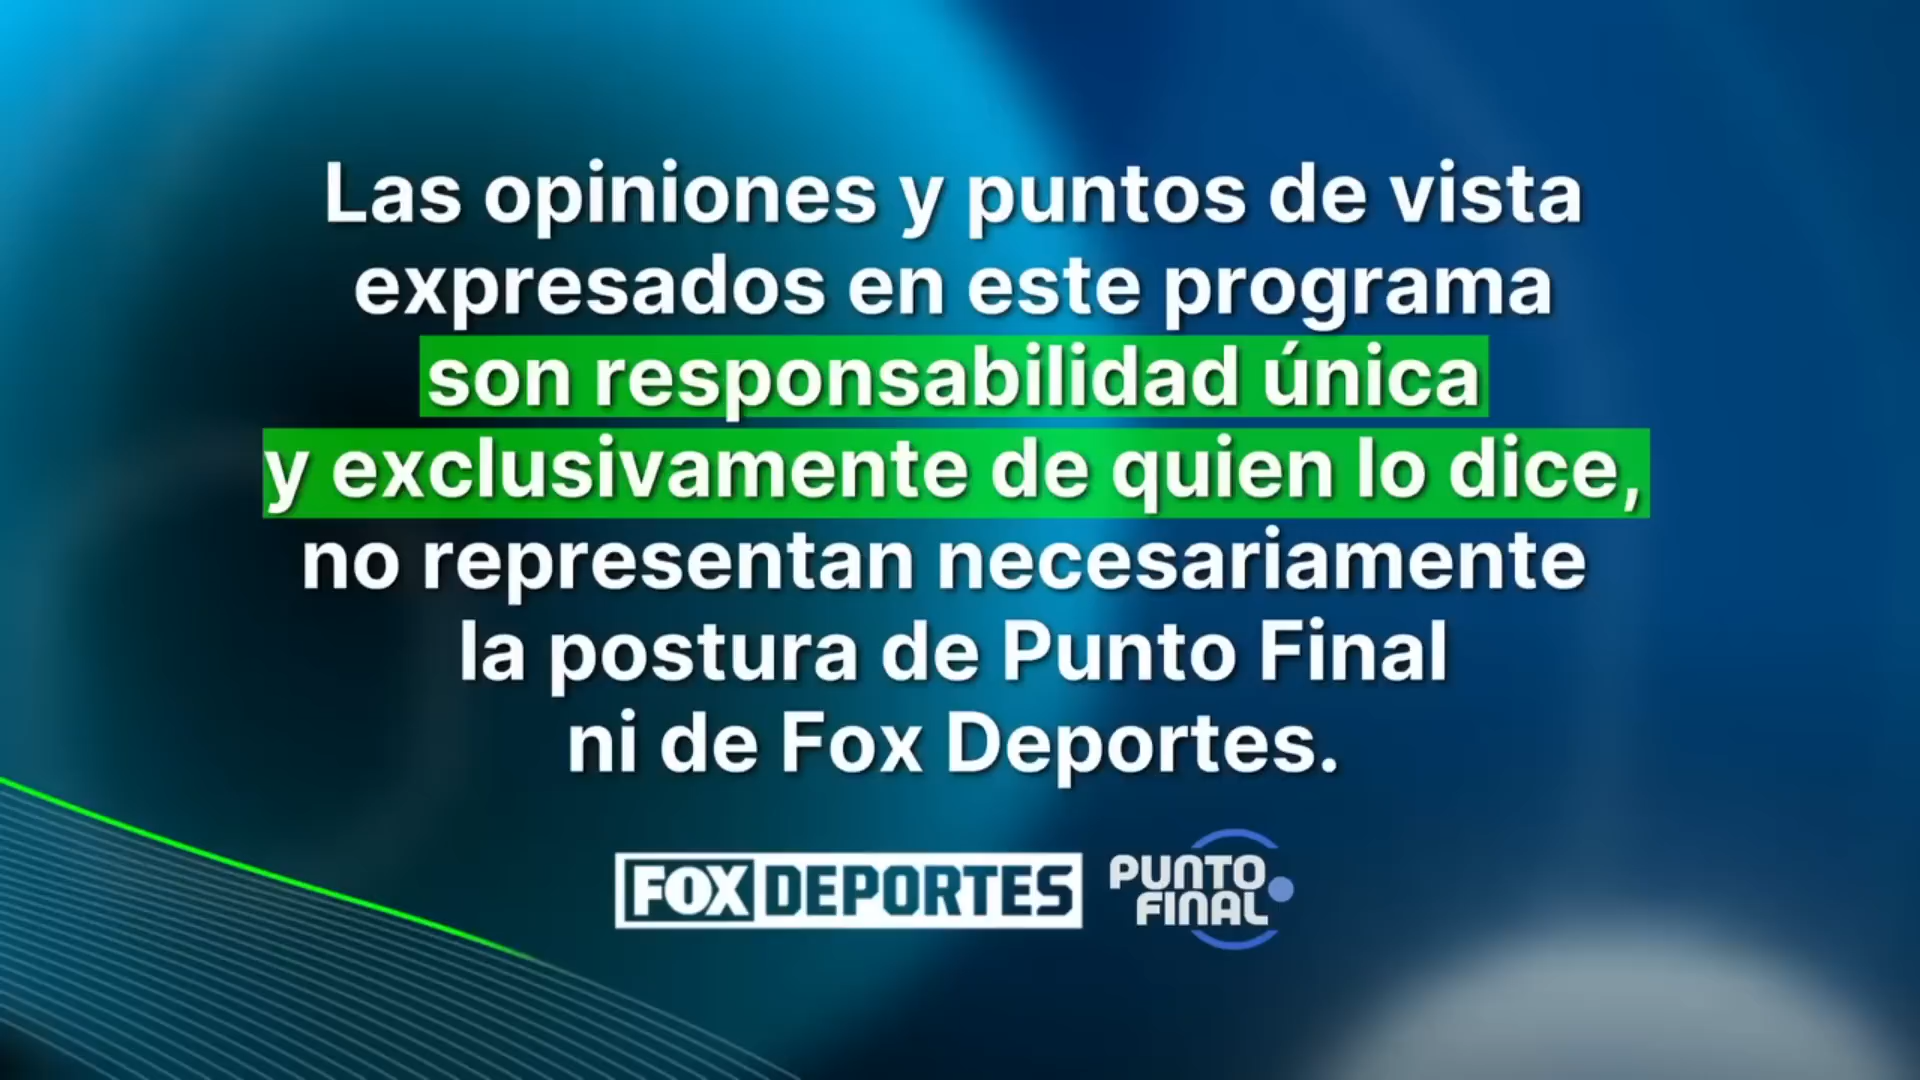 Las opiniones y puntos de vista
expresados en este programa
son responsabilidad única
y exclusivamente de quien lo dice,
no representan necesariamente
la postura de Punto Final
ni de Fox Deportes.
FOX DEPORTES
PUNTO
FINAL